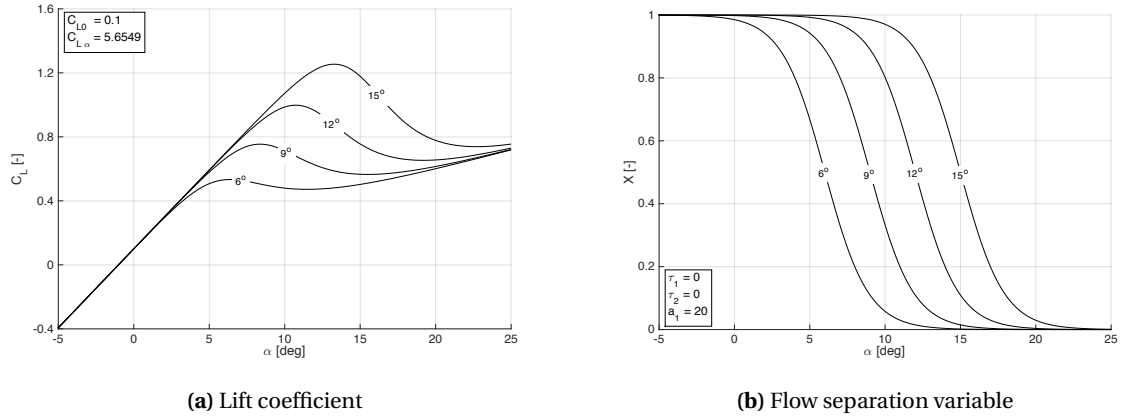 1.6
1.2
0.8
0.4
0
-0.4
C_L [-]
C_L0 = 0.1
C_L α = 5.6549
15°
12°
9°
6°
-5 0 5 10 15 20 25
α [deg]
(a) Lift coefficient
1
0.8
0.6
0.4
0.2
0
X [-]
6° 9° 12° 15°
τ_1 = 0
τ_2 = 0
a_1 = 20
-5 0 5 10 15 20 25
α [deg]
(b) Flow separation variable